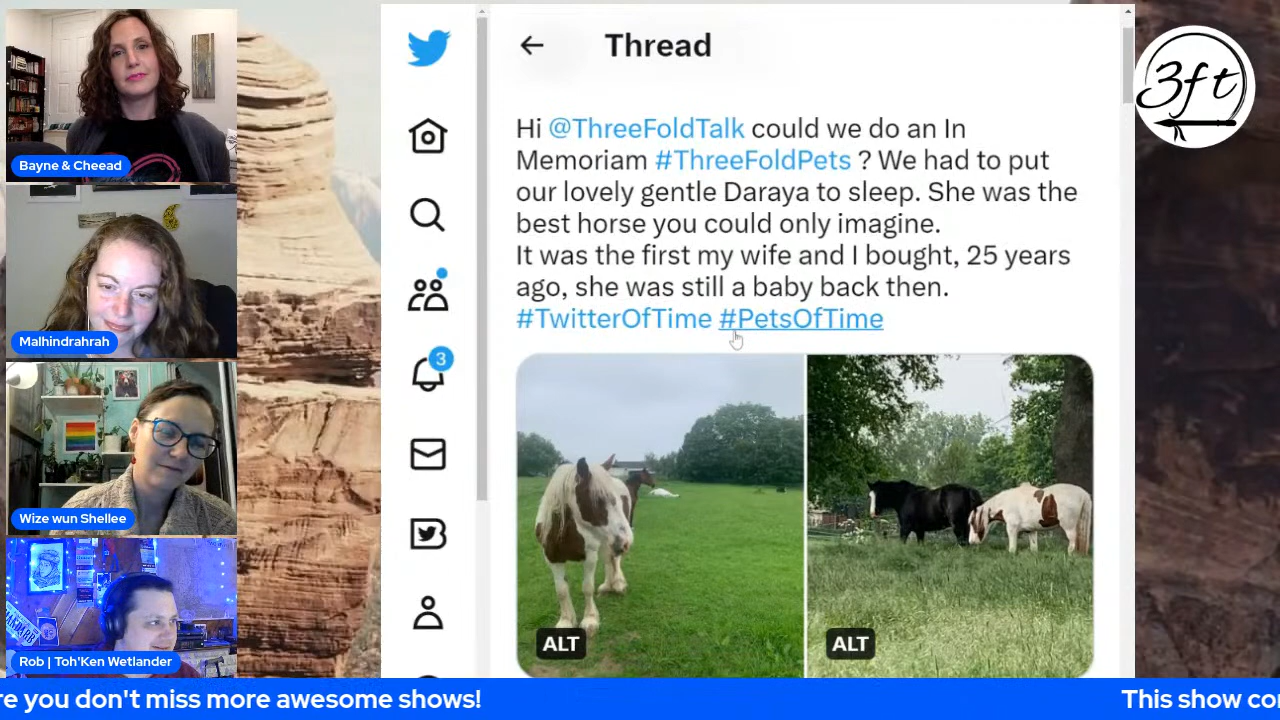 Bayne & Cheead
Malhindrahrah
Wize wun Shellee
Rob | Toh'Ken Wetlander
Thread
Hi @ThreeFoldTalk could we do an In
Memoriam #ThreeFoldPets ? We had to put
our lovely gentle Daraya to sleep. She was the
best horse you could only imagine.
It was the first my wife and I bought, 25 years
ago, she was still a baby back then.
#TwitterOfTime #PetsOfTime
3
ALT
ALT
3ft
re you don't miss more awesome shows!
This show co